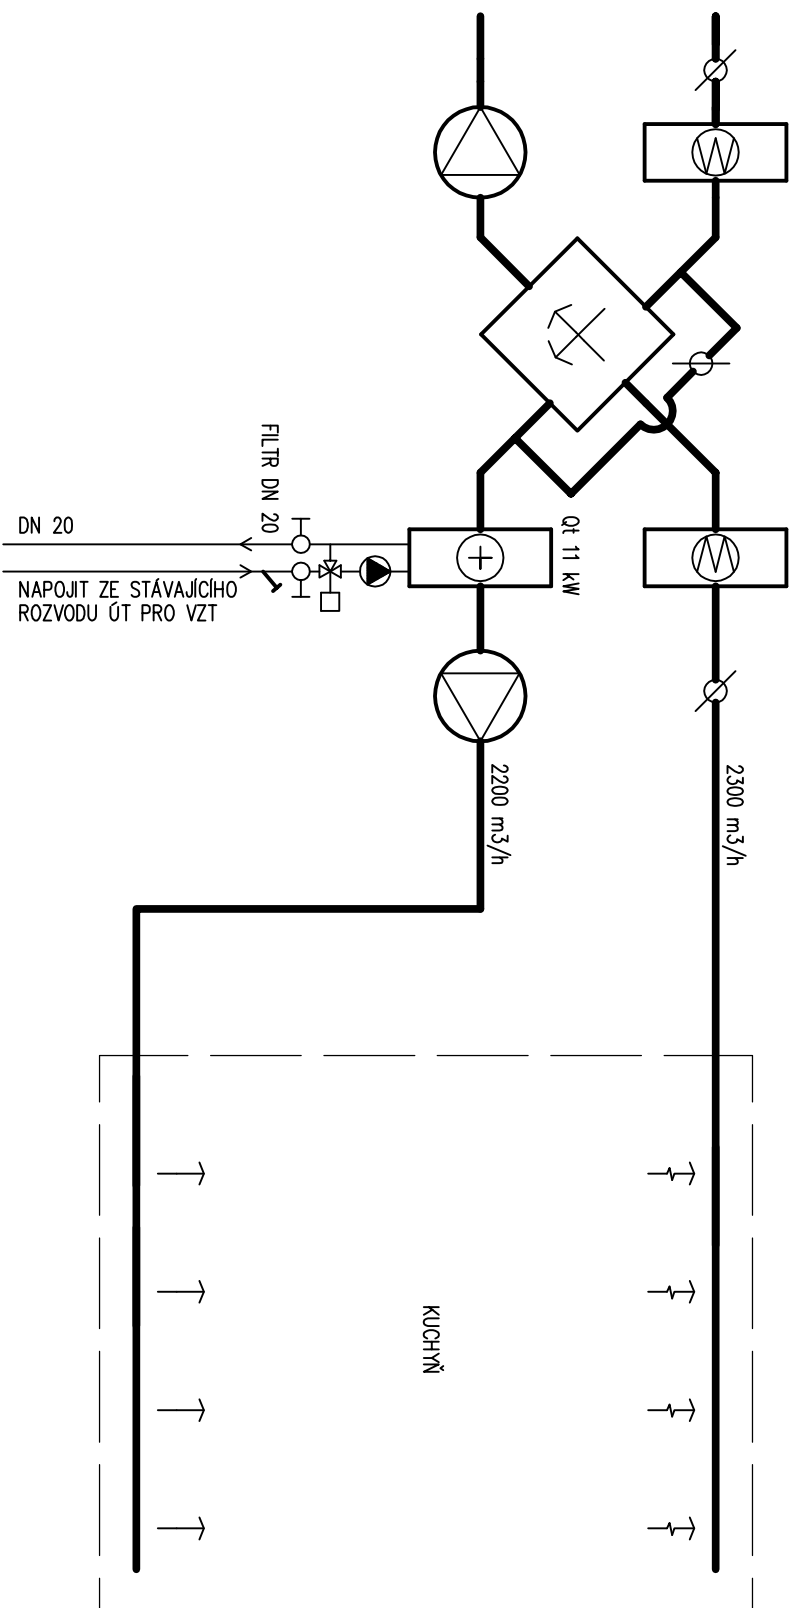 FILTR DN 20
DN 20
NAPOJIT ZE STÁVAJÍCÍHO
ROZVODU ÚT PRO VZT
Qt 11 kW
2200 m3/h
2300 m3/h
KUCHYŇ